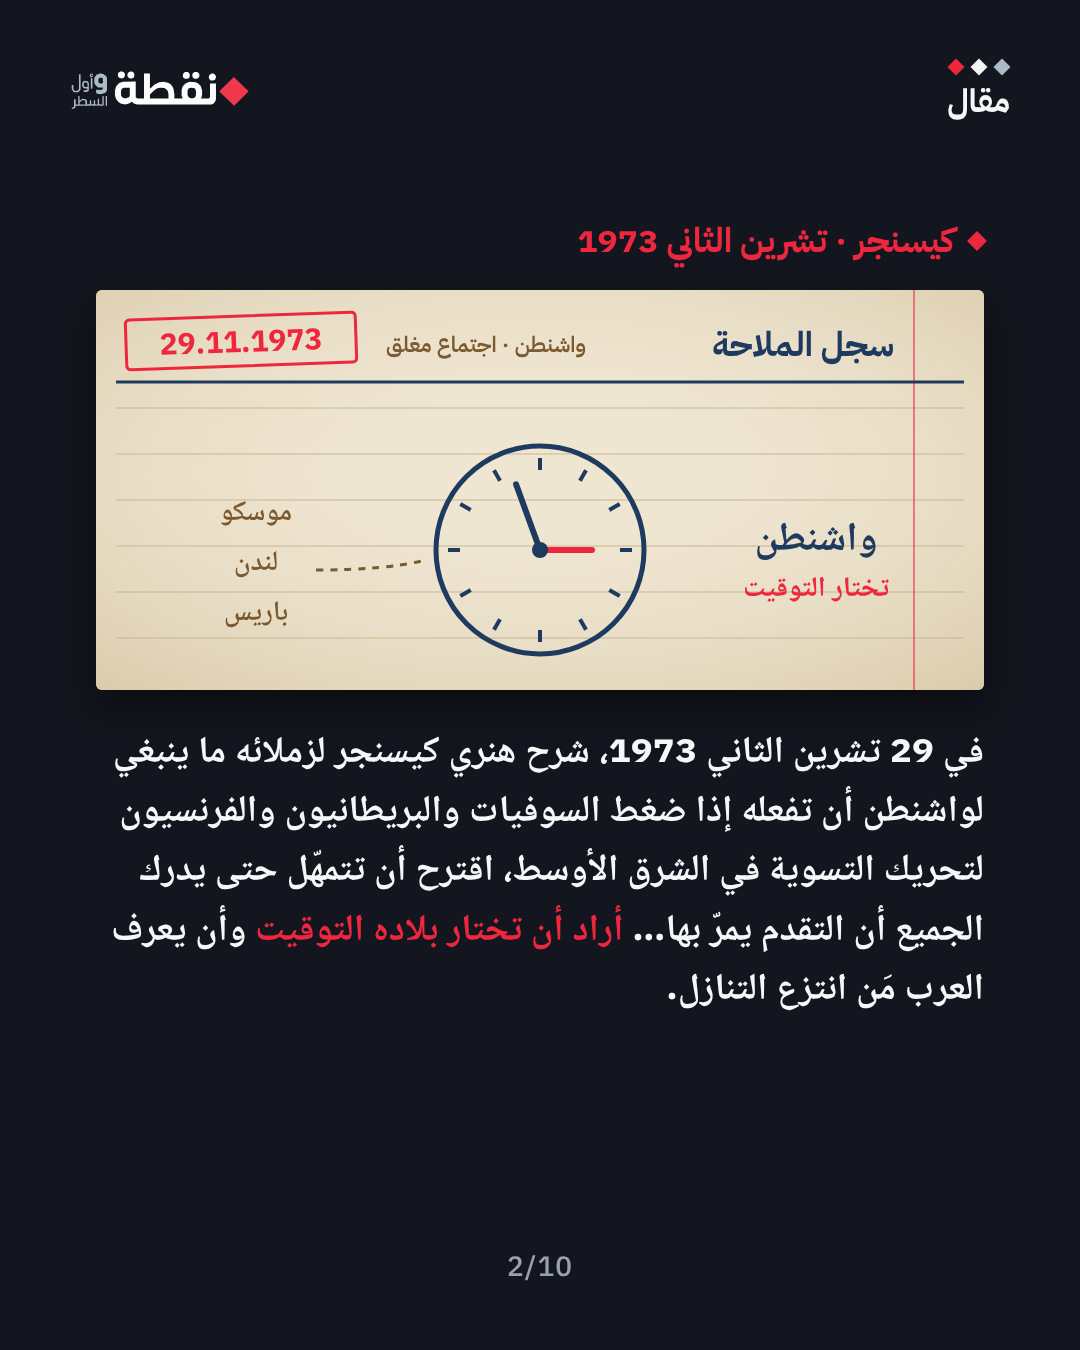 مقال
نقطة
وأول
السطر
كيسنجر · تشرين الثاني 1973
سجل الملاحة
واشنطن · اجتماع مغلق
29.11.1973
واشنطن
تختار التوقيت
موسكو
لندن
باريس
في 29 تشرين الثاني 1973، شرح هنري كيسنجر لزملائه ما ينبغي
لواشنطن أن تفعله إذا ضغط السوفيات والبريطانيون والفرنسيون
لتحريك التسوية في الشرق الأوسط، اقترح أن تتمهّل حتى يدرك
الجميع أن التقدم يمرّ بها... أراد أن تختار بلاده التوقيت وأن يعرف
العرب مَن انتزع التنازل.
2/10